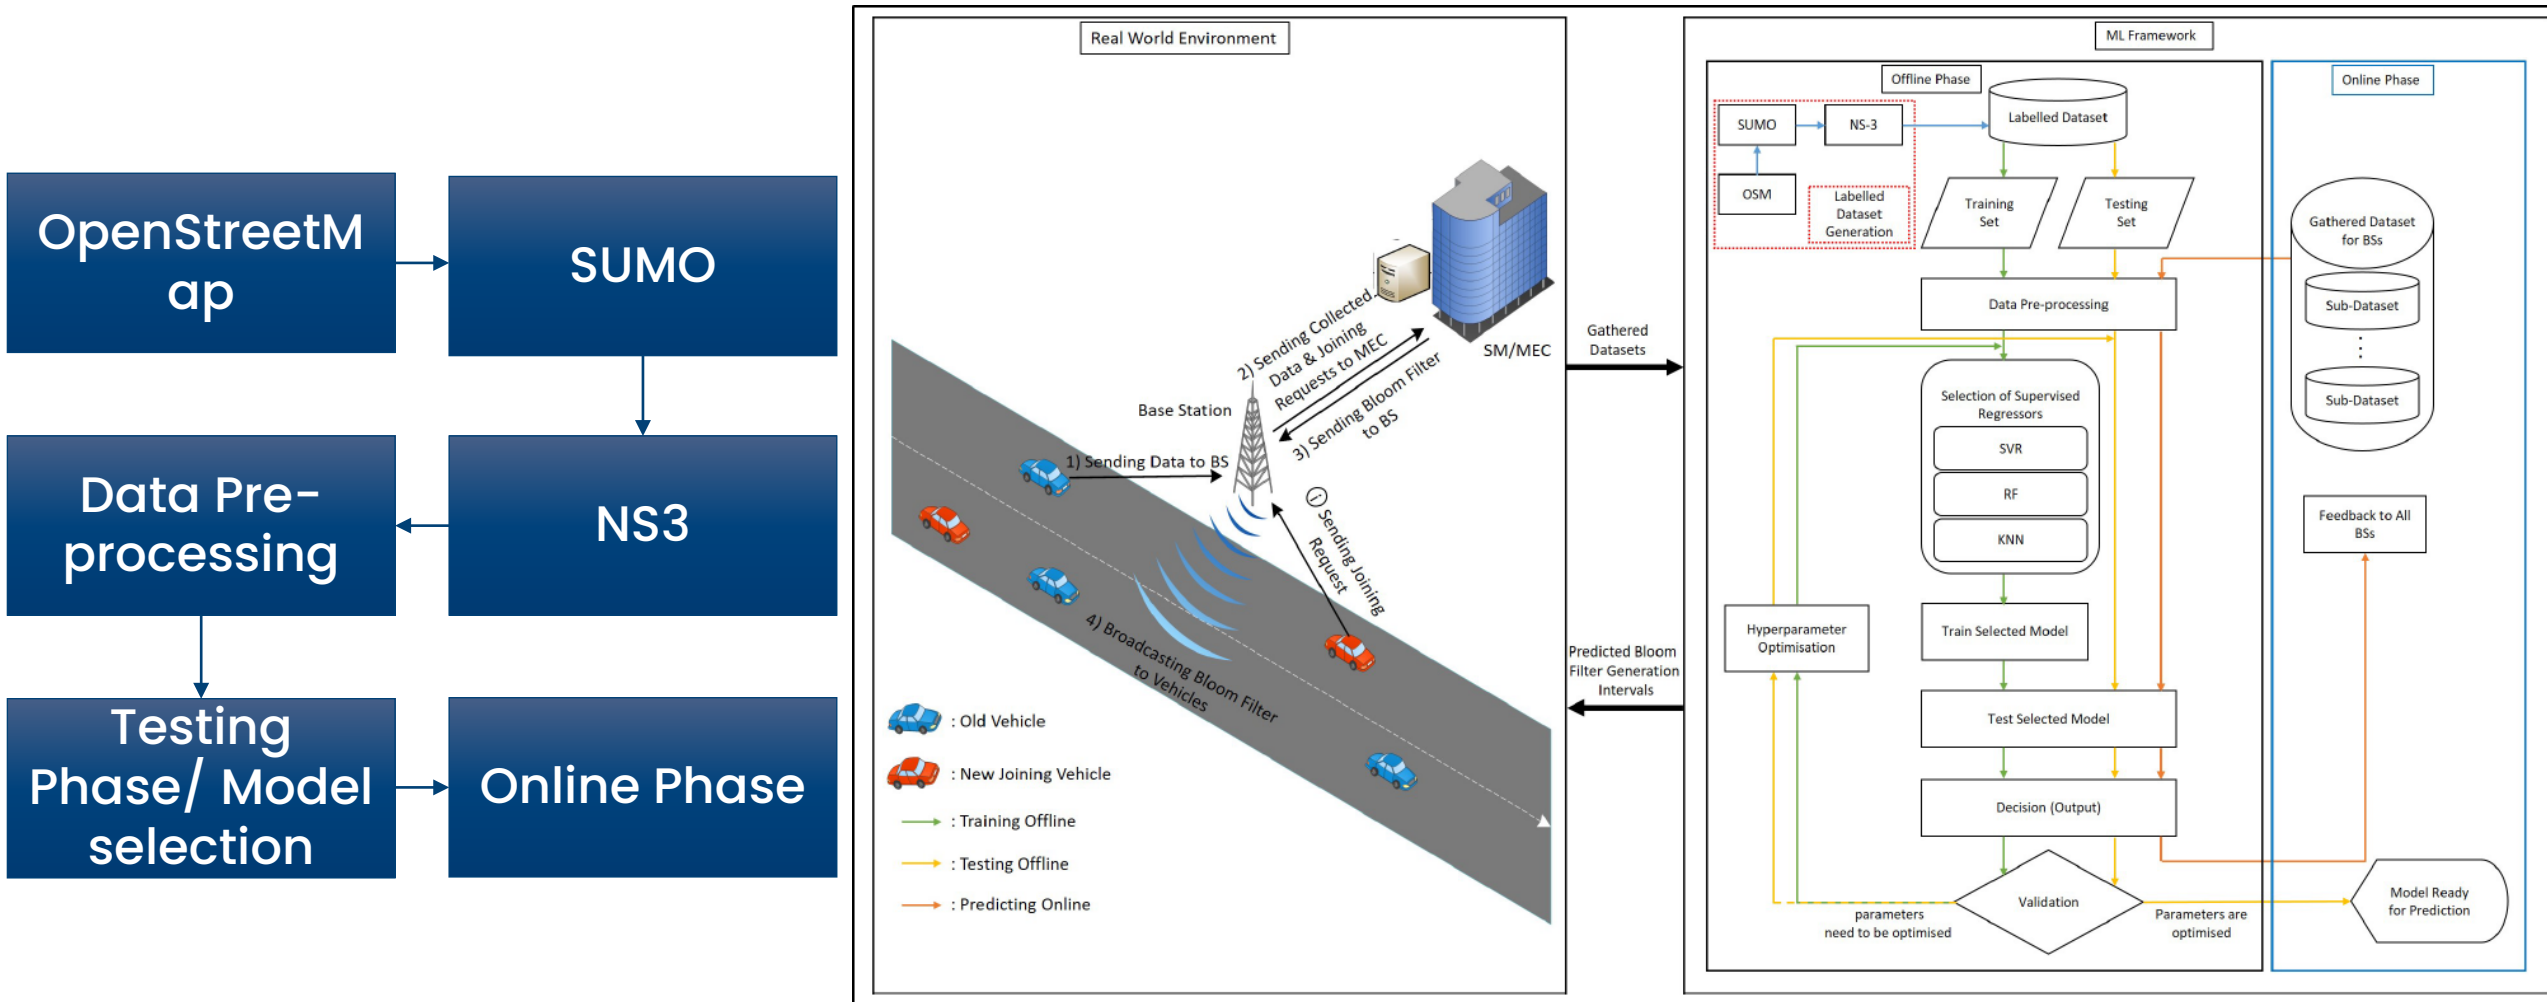 OpenStreetM
ap
SUMO
Data Pre-
processing
NS3
Testing
Phase/ Model
selection
Online Phase
Real World Environment
SM/MEC
2) Sending Collected
Data & Joining
Requests to MEC
3) Sending Bloom Filter
to BS
Base Station
1) Sending Data to BS
i Sending Joining
Request
4) Broadcasting Bloom Filter
to Vehicles
: Old Vehicle
: New Joining Vehicle
: Training Offline
: Testing Offline
: Predicting Online
Gathered
Datasets
Predicted Bloom
Filter Generation
Intervals
ML Framework
Offline Phase
SUMO
NS-3
OSM
Labelled
Dataset
Generation
Labelled Dataset
Training
Set
Testing
Set
Data Pre-processing
Selection of Supervised
Regressors
SVR
RF
KNN
Hyperparameter
Optimisation
Train Selected Model
Test Selected Model
Decision (Output)
Validation
parameters
need to be optimised
Parameters are
optimised
Online Phase
Gathered Dataset
for BSs
Sub-Dataset
Sub-Dataset
Feedback to All
BSs
Model Ready
for Prediction